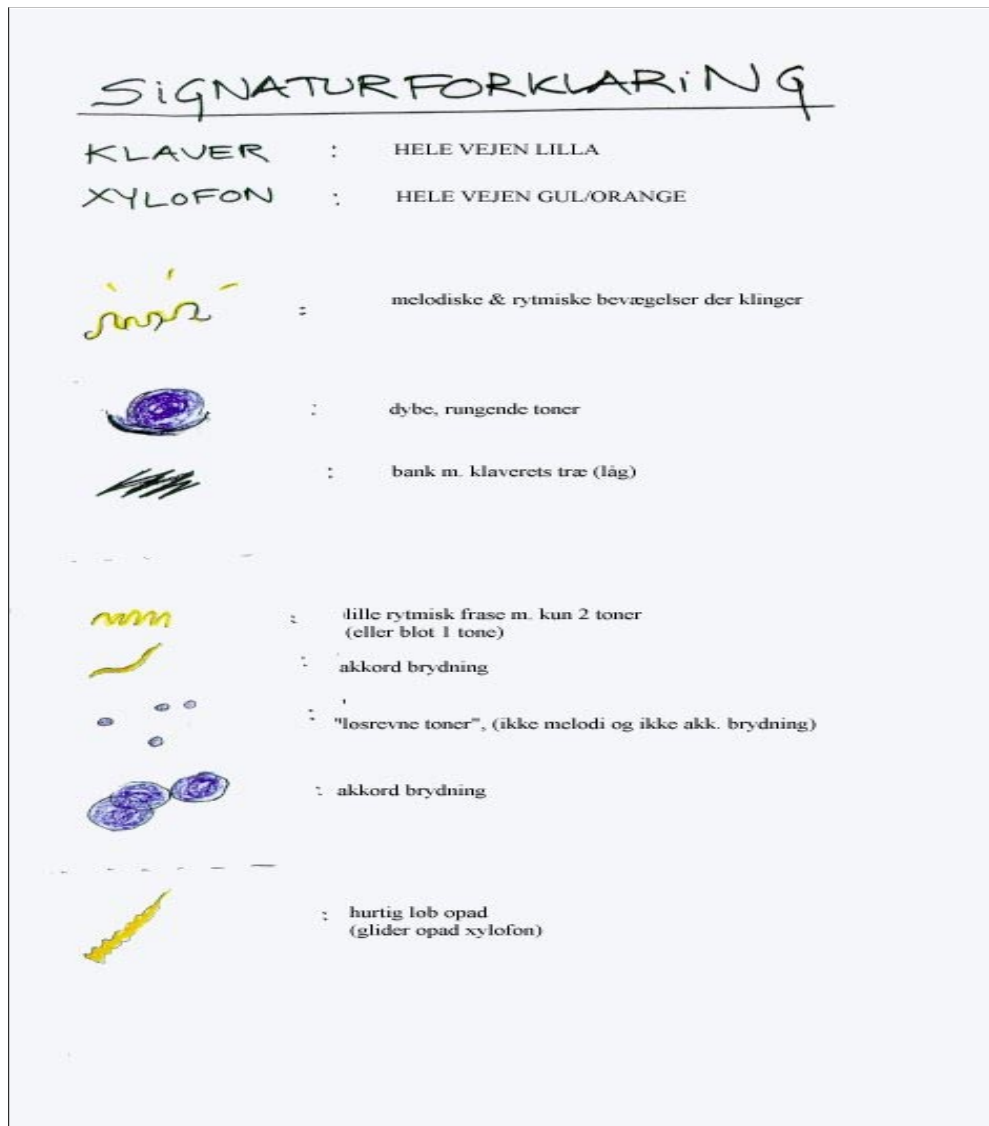 SiGNATURFORKLARiNG
KLAVER : HELE VEJEN LILLA
XYLOFON : HELE VEJEN GUL/ORANGE
: melodiske & rytmiske bevægelser der klinger
: dybe, rungende toner
: bank m. klaverets træ (låg)
: lille rytmisk frase m. kun 2 toner
(eller blot 1 tone)
: akkord brydning
: "losrevne toner", (ikke melodi og ikke akk. brydning)
: akkord brydning
: hurtig lob opad
(glider opad xylofon)